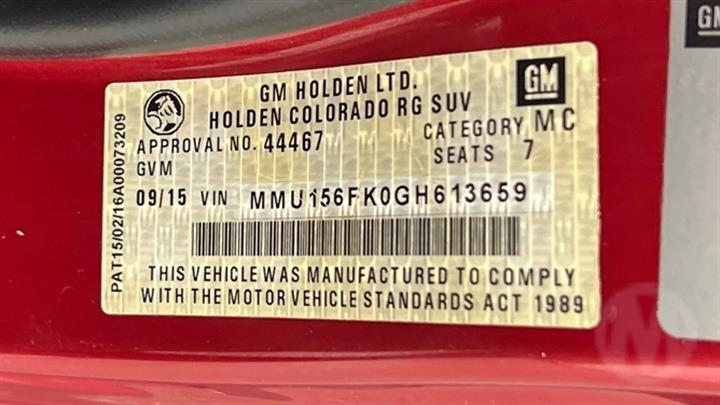 GM HOLDEN LTD.
HOLDEN COLORADO RG SUV
APPROVAL NO. 44467 CATEGORY MC
GVM SEATS 7
09/15 VIN MMU156FK0GH613659
THIS VEHICLE WAS MANUFACTURED TO COMPLY
WITH THE MOTOR VEHICLE STANDARDS ACT 1989
PAT15/02/16A00073209
GM
GM
M